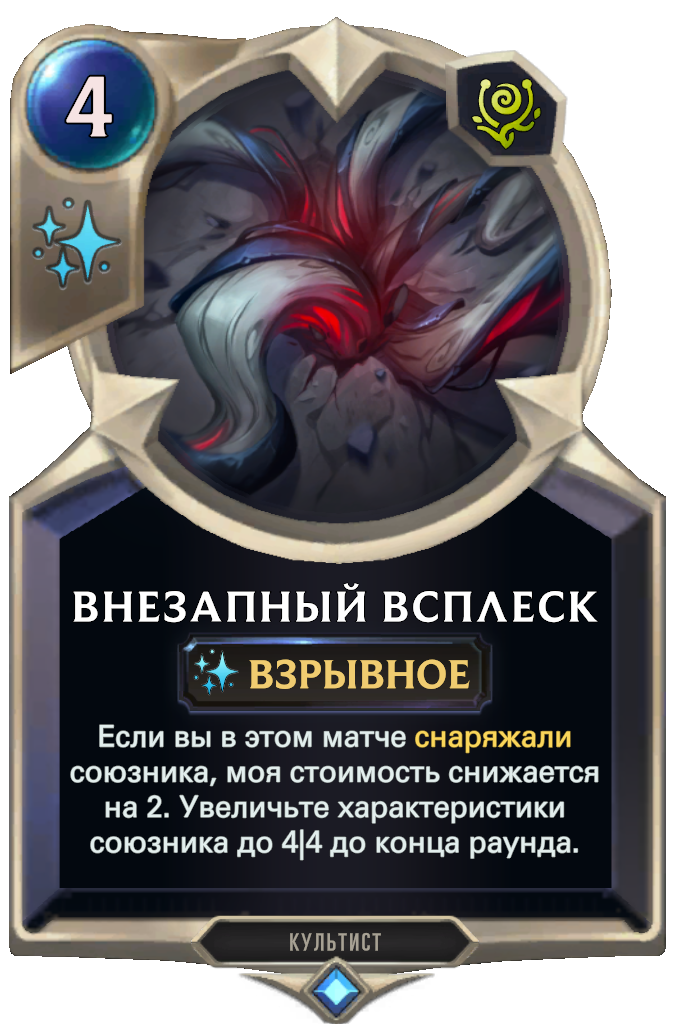 4
ВНЕЗАПНЫЙ ВСПЛЕСК
ВЗРЫВНОЕ
Если вы в этом матче снаряжали
союзника, моя стоимость снижается
на 2. Увеличьте характеристики
союзника до 4|4 до конца раунда.
КУЛЬТИСТ